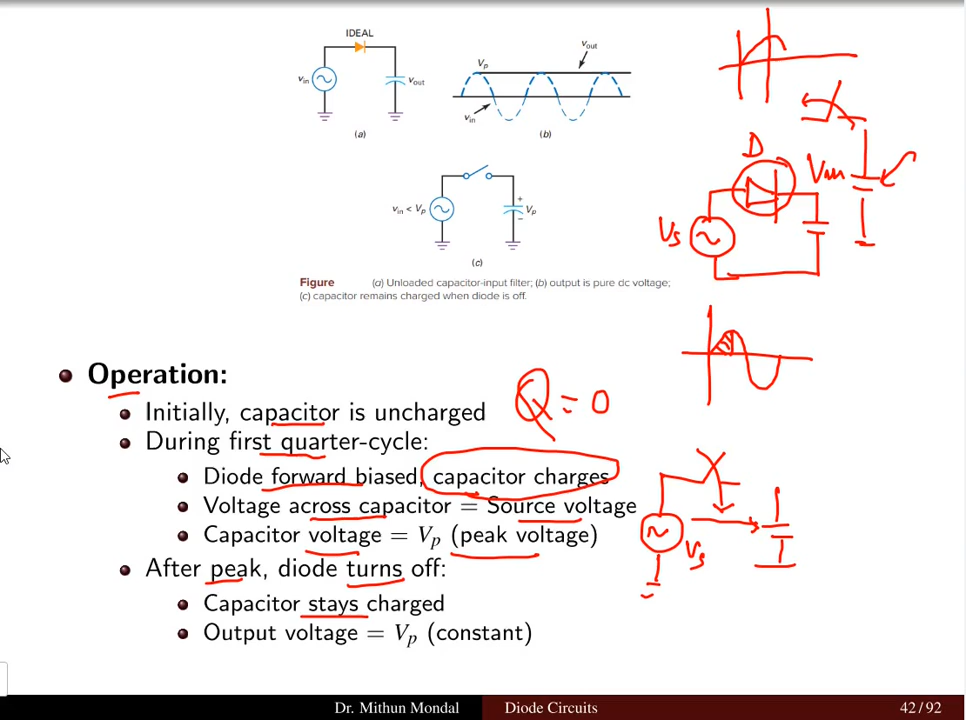 IDEAL
Vin
Vout
(a)
Vp
Vout
Vin
(b)
vin < Vp
+
Vp
−
(c)
Figure (a) Unloaded capacitor-input filter; (b) output is pure dc voltage;
(c) capacitor remains charged when diode is off.
D
Vs
Operation:
Initially, capacitor is uncharged
Q = 0
During first quarter-cycle:
Diode forward biased, capacitor charges
Voltage across capacitor = Source voltage
Capacitor voltage = Vp (peak voltage)
Vs
After peak, diode turns off:
Capacitor stays charged
Output voltage = Vp (constant)
Dr. Mithun Mondal Diode Circuits 42 / 92